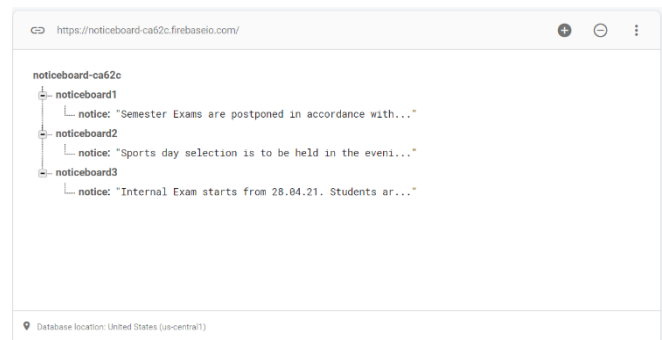 https://noticeboard-ca62c.firebaseio.com/
noticeboard-ca62c
noticeboard1
notice: "Semester Exams are postponed in accordance with..."
noticeboard2
notice: "Sports day selection is to be held in the eveni..."
noticeboard3
notice: "Internal Exam starts from 28.04.21. Students ar..."
Database location: United States (us-central1)